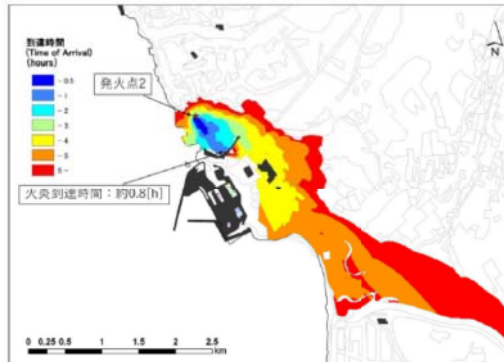 到達時間
(Time of Arrival)
(hours)
- 0.5
- 1
- 2
- 3
- 4
- 5
5 -
発火点2
火炎到達時間：約0.8[h]
N
0 0.25 0.5 1 1.5 2 2.5
km